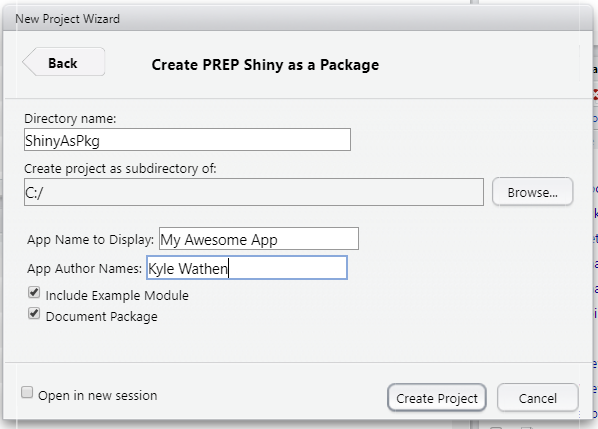 New Project Wizard
Back
Create PREP Shiny as a Package
Directory name:
ShinyAsPkg
Create project as subdirectory of:
C:/
Browse...
App Name to Display: My Awesome App
App Author Names: Kyle Wathen
Include Example Module
Document Package
Open in new session
Create Project
Cancel